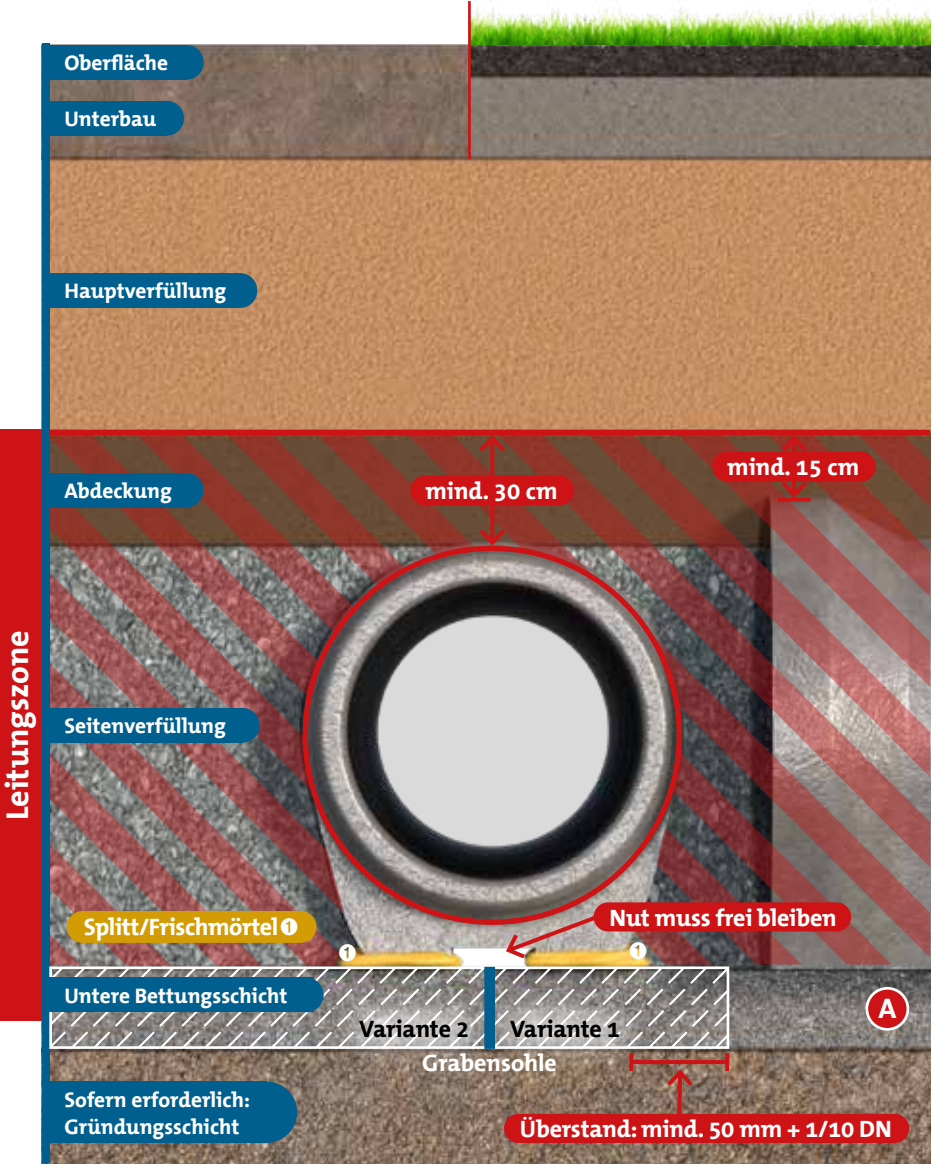 Oberfläche
Unterbau
Hauptverfüllung
Leitungszone
Abdeckung
mind. 30 cm
mind. 15 cm
Seitenverfüllung
Splitt/Frischmörtel 1
Nut muss frei bleiben
1
1
Untere Bettungsschicht
A
Variante 2
Variante 1
Grabensohle
Sofern erforderlich:
Gründungsschicht
Überstand: mind. 50 mm + 1/10 DN